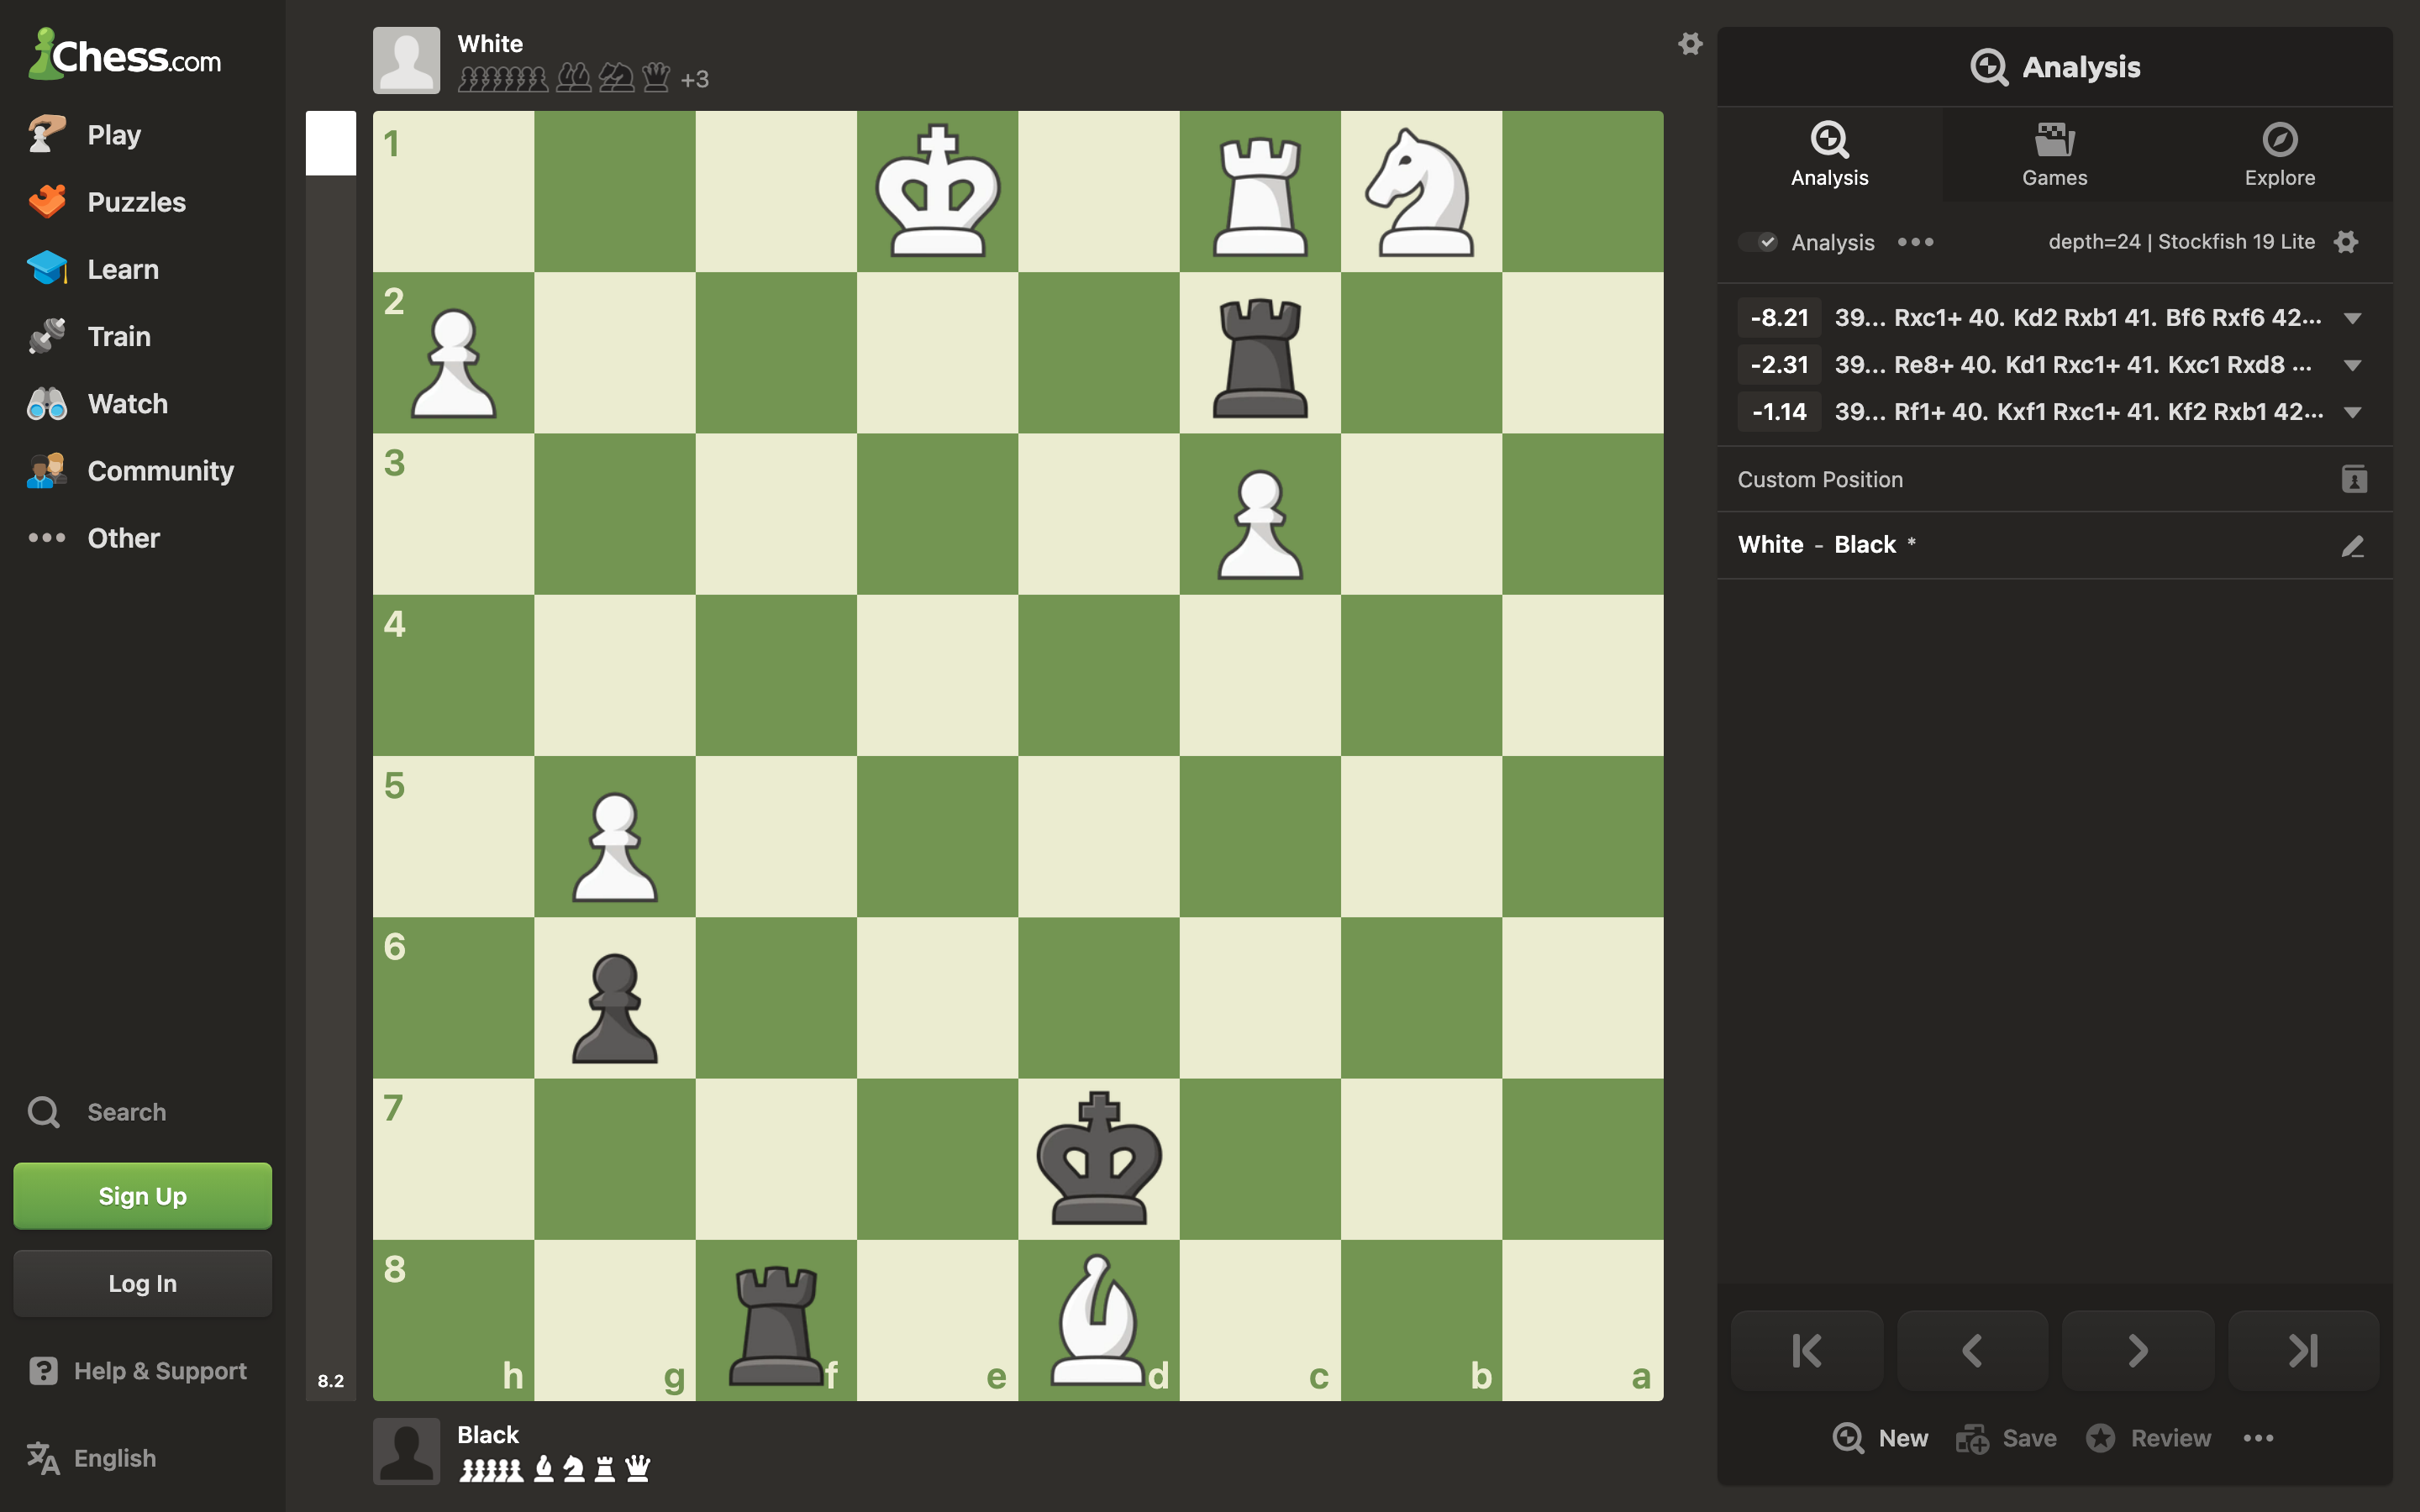 Chess.com
Play
Puzzles
Learn
Train
Watch
Community
Other
Search
Sign Up
Log In
Help & Support
English
White
+3
1
2
3
4
5
6
7
8
h g f e d c b a
8.2
Black
Analysis
Analysis Games Explore
Analysis depth=24 | Stockfish 19 Lite
-8.21 39... Rxc1+ 40. Kd2 Rxb1 41. Bf6 Rxf6 42...
-2.31 39... Re8+ 40. Kd1 Rxc1+ 41. Kxc1 Rxd8 ...
-1.14 39... Rf1+ 40. Kxf1 Rxc1+ 41. Kf2 Rxb1 42...
Custom Position
White - Black *
New Save Review